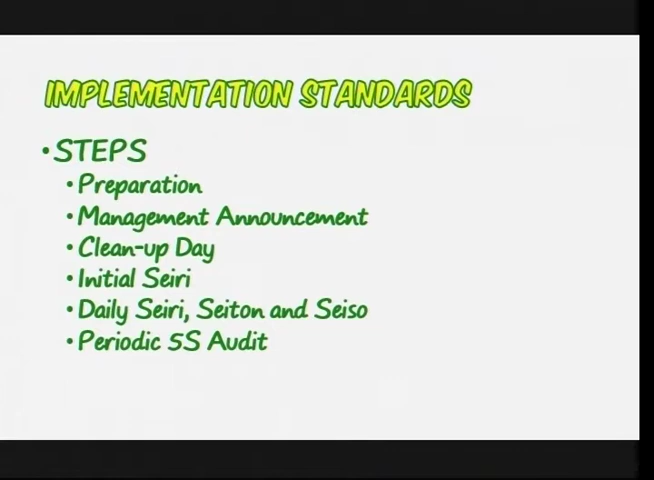 IMPLEMENTATION STANDARDS
• STEPS
• Preparation
• Management Announcement
• Clean-up Day
• Initial Seiri
• Daily Seiri, Seiton and Seiso
• Periodic 5S Audit